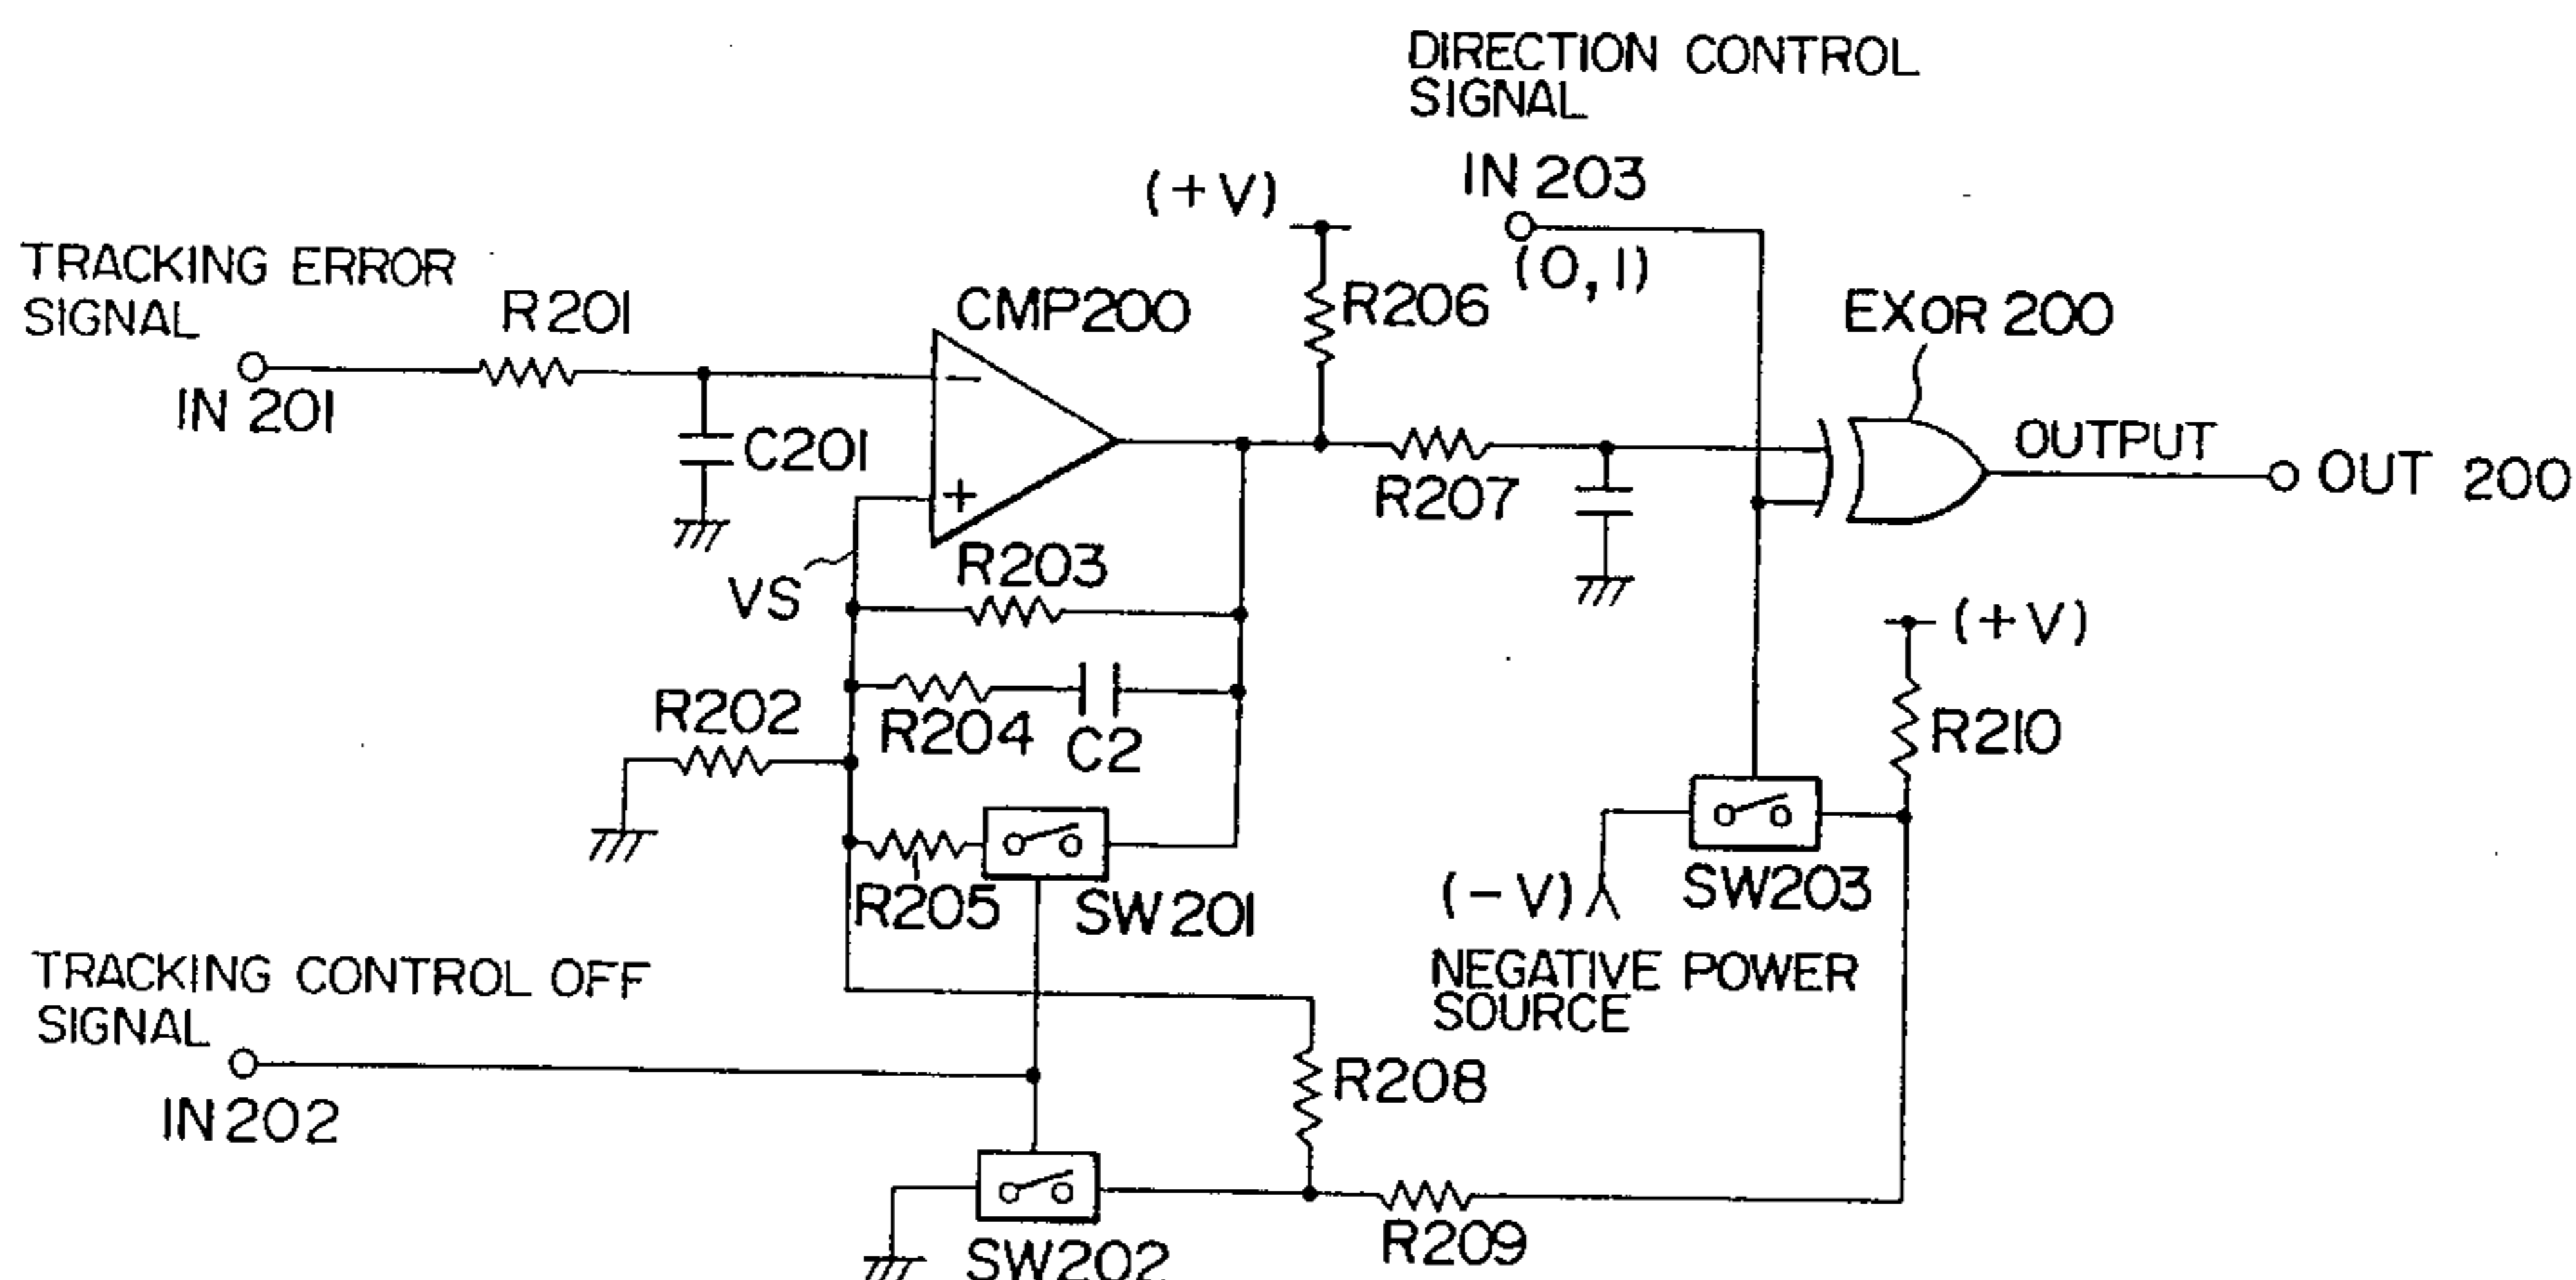 DIRECTION CONTROL
SIGNAL
IN 203
(0,1)
(+V)
TRACKING ERROR
SIGNAL
IN 201
R201
C201
CMP200
−
+
R206
EXOR 200
OUTPUT
OUT 200
R207
VS
R203
R204
C2
R202
R205
SW201
(+V)
R210
SW203
(-V)
NEGATIVE POWER
SOURCE
TRACKING CONTROL OFF
SIGNAL
IN202
R208
SW202
R209